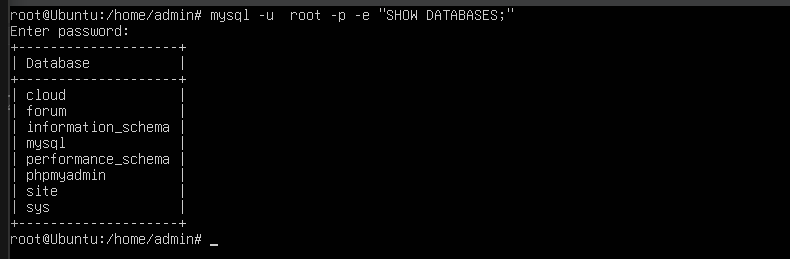 root@Ubuntu:/home/admin# mysql -u  root -p -e "SHOW DATABASES;"
Enter password:
+--------------------+
| Database           |
+--------------------+
| cloud              |
| forum              |
| information_schema |
| mysql              |
| performance_schema |
| phpmyadmin         |
| site               |
| sys                |
+--------------------+
root@Ubuntu:/home/admin# _